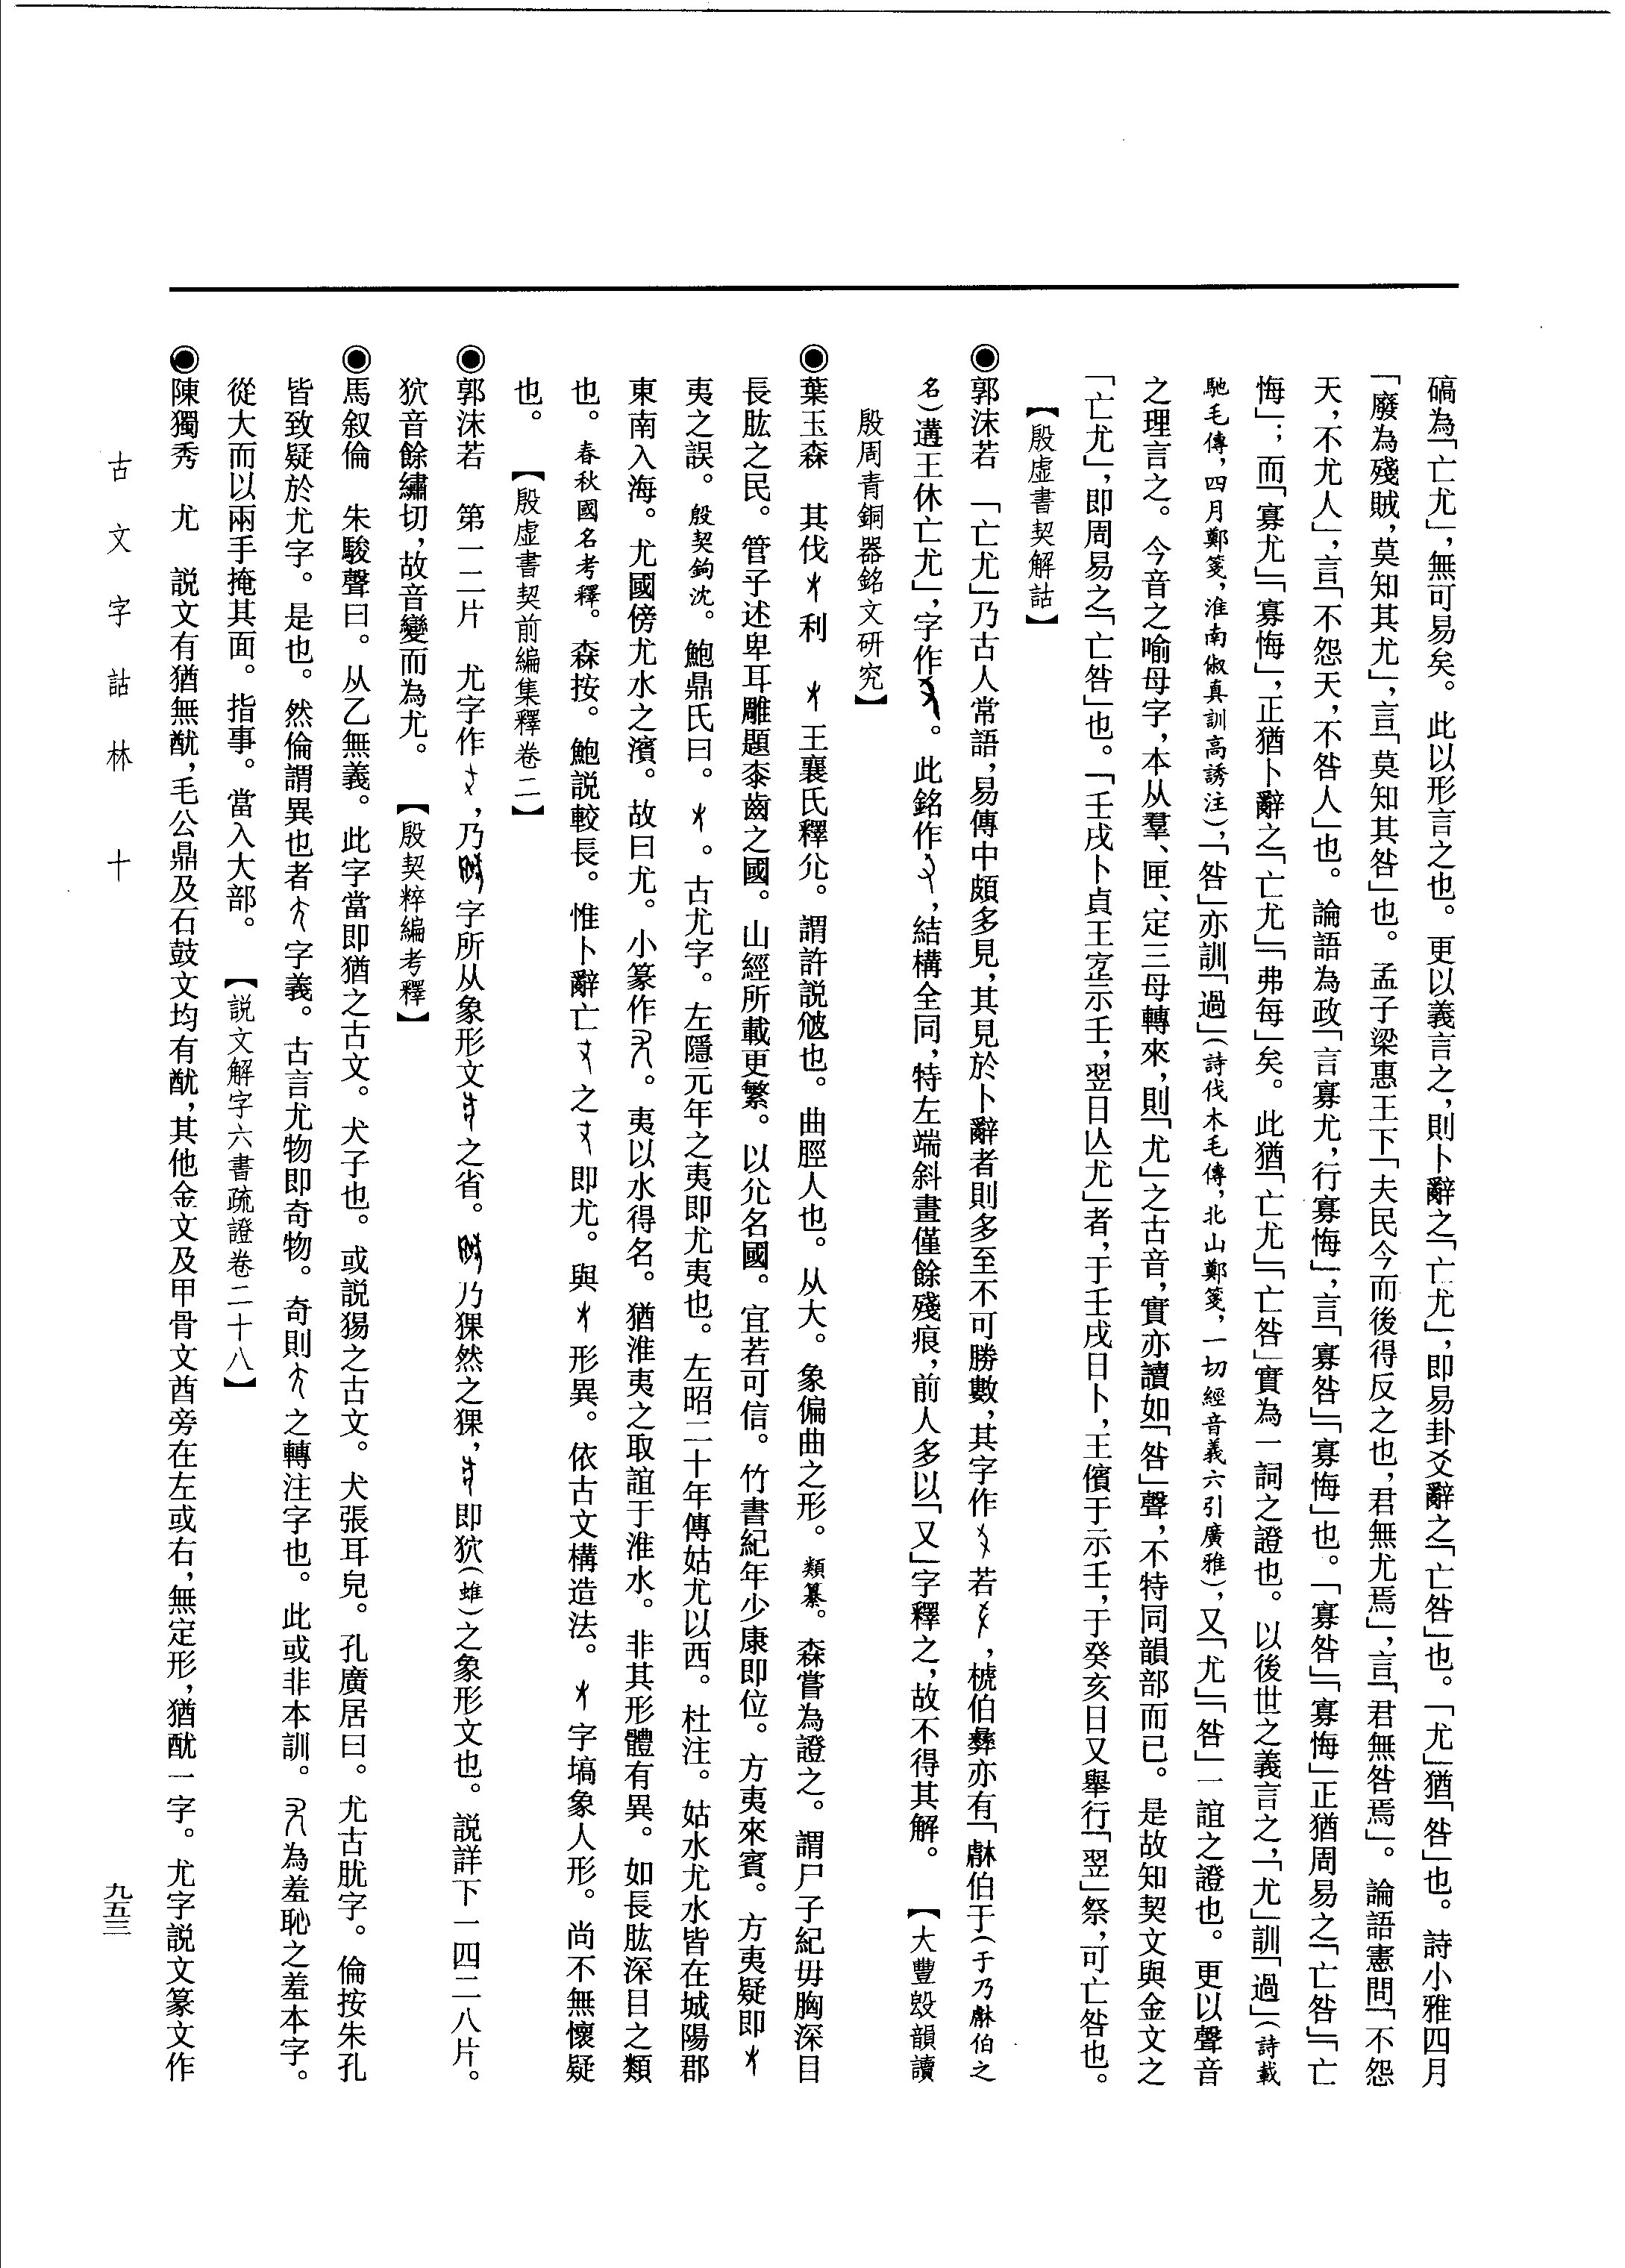 碻為「亡尤」，無可易矣。此以形言之也。更以義言之，則卜辭之「亡尤」，即易卦爻辭之「亡咎」也。「尤」猶「咎」也。詩小雅四月
「廢為殘賊，莫知其尤」，言「莫知其咎」也。孟子梁惠王下「夫民今而後得反之也，君無尤焉」，言「君無咎焉」。論語憲問「不怨
天，不尤人」，言「不怨天，不咎人」也。論語為政「言寡尤，行寡悔」，言「寡咎」「寡悔」也。「寡咎」「寡悔」正猶周易之「亡咎」「亡
悔」；而「寡尤」「寡悔」，正猶卜辭之「亡尤」「弗每」矣。此猶「亡尤」「亡咎」實為一詞之證也。以後世之義言之，「尤」訓「過」（詩載
馳毛傳，四月鄭箋，淮南俶真訓高誘注），「咎」亦訓「過」（詩伐木毛傳，北山鄭箋，一切經音義六引廣雅），又「尤」「咎」一誼之證也。更以聲音
之理言之。今音之喻母字，本从羣、匣、定三母轉來，則「尤」之古音，實亦讀如「咎」聲，不特同韻部而已。是故知契文與金文之
「亡尤」，即周易之「亡咎」也。「壬戌卜貞王𡧊示壬，翌日亾尤」者，于壬戌日卜，王儐于示壬，于癸亥日又舉行「翌」祭，可亡咎也。
【殷虛書契解詁】
◉郭沫若　「亡尤」乃古人常語，易傳中頗多見，其見於卜辭者則多至不可勝數，其字作若，㯉伯彝亦有「𪚦伯于（于乃𪚦伯之
名）遘王休亡尤」，字作。此銘作，結構全同，特左端斜畫僅餘殘痕，前人多以「又」字釋之，故不得其解。　【大豐𣪘韻讀
殷周青銅器銘文研究】
◉葉玉森　其伐利　王襄氏釋尣。謂許説尳也。曲脛人也。从大。象偏曲之形。類纂。森嘗為證之。謂尸子紀毋胸深目
長肱之民。管子述卑耳雕題桼齒之國。山經所載更繁。以尣名國。宜若可信。竹書紀年少康即位。方夷來賓。方夷疑即
夷之誤。殷契鉤沈。鮑鼎氏曰。古尤字。左隱元年之夷即尤夷也。左昭二十年傳姑尤以西。杜注。姑水尤水皆在城陽郡
東南入海。尤國傍尤水之濱。故曰尤。小篆作。夷以水得名。猶淮夷之取誼于淮水。非其形體有異。如長肱深目之類
也。春秋國名考釋。森按。鮑説較長。惟卜辭亡之即尤。與形異。依古文構造法。字塙象人形。尚不無懷疑
也。　【殷虛書契前編集釋卷二】
◉郭沫若　第一二片　尤字作，乃字所从象形文之省。乃猓然之猓，即狖（蜼）之象形文也。説詳下一四二八片。
狖音餘繡切，故音變而為尤。　【殷契粹編考釋】
◉馬叙倫　朱駿聲曰。从乙無義。此字當即猶之古文。犬子也。或説猲之古文。犬張耳皃。孔廣居曰。尤古肬字。倫按朱孔
皆致疑於尤字。是也。然倫謂異也者字義。古言尤物即奇物。奇則之轉注字也。此或非本訓。為羞恥之羞本字。
從大而以兩手掩其面。指事。當入大部。　【説文解字六書疏證卷二十八】
◉陳獨秀　尤　説文有猶無猷，毛公鼎及石鼓文均有猷，其他金文及甲骨文酋旁在左或右，無定形，猶猷一字。尤字説文篆文作
古文字詁林　十
九五三